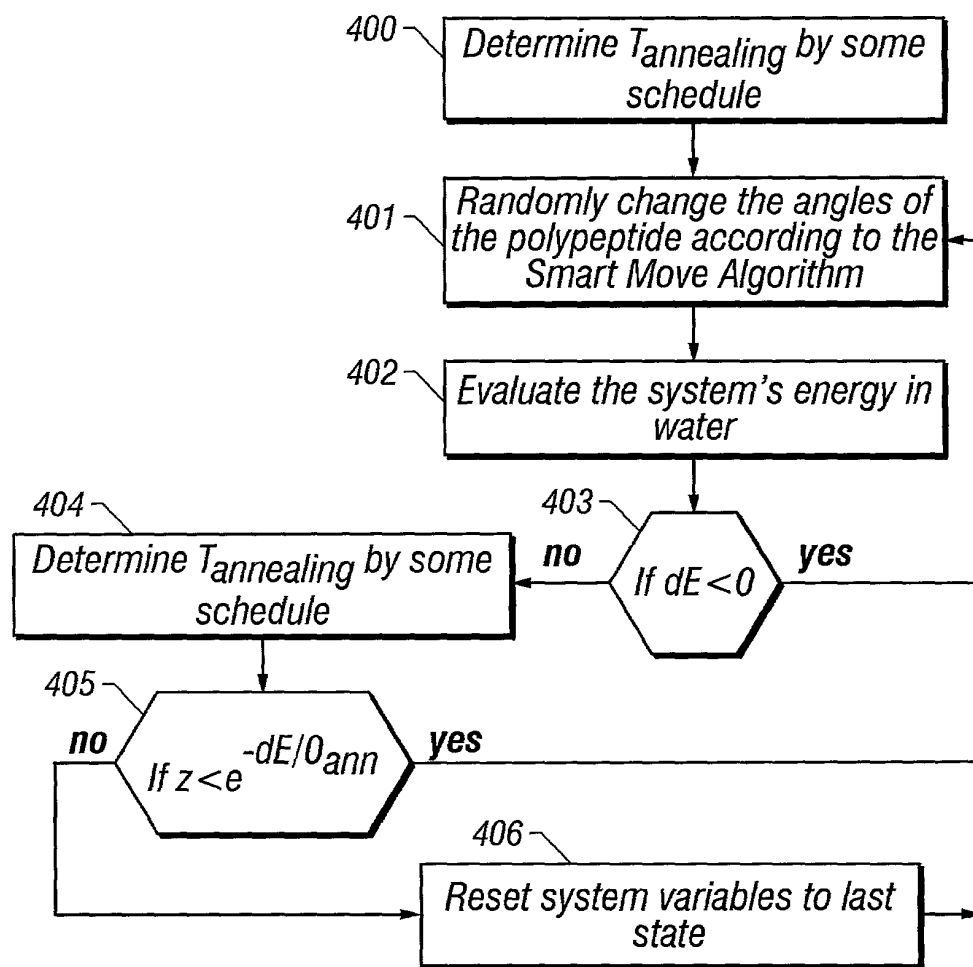 400
Determine Tannealing by some
schedule
401
Randomly change the angles of
the polypeptide according to the
Smart Move Algorithm
402
Evaluate the system's energy in
water
403
If dE<0
no
yes
404
Determine Tannealing by some
schedule
405
If z<e-dE/0ann
no
yes
406
Reset system variables to last
state